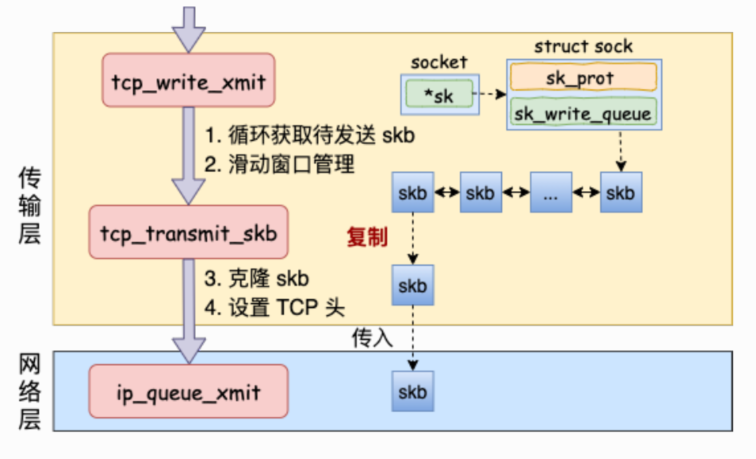 tcp_write_xmit
1. 循环获取待发送 skb
2. 滑动窗口管理
tcp_transmit_skb
3. 克隆 skb
4. 设置 TCP 头
传输层
socket
*sk
struct sock
sk_prot
sk_write_queue
skb
skb
...
skb
复制
skb
传入
网络层
ip_queue_xmit
skb